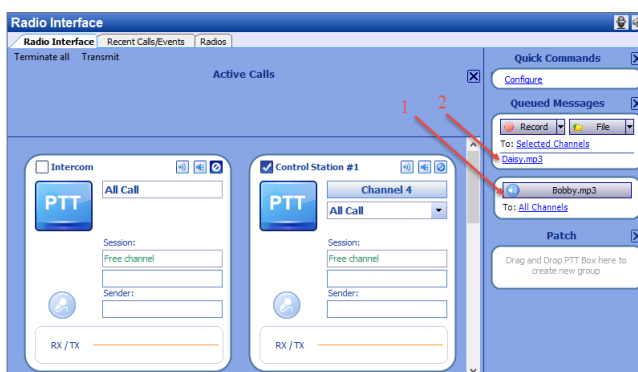 Radio Interface
Radio Interface Recent Calls/Events Radios
Terminate all Transmit
Active Calls
1 2
Intercom
PTT
All Call
Session:
Free channel
Sender:
RX / TX
Control Station #1
PTT
Channel 4
All Call
Session:
Free channel
Sender:
RX / TX
Quick Commands
Configure
Queued Messages
Record File
To: Selected Channels
Daisy.mp3
Bobby.mp3
To: All Channels
Patch
Drag and Drop PTT Box here to
create new group